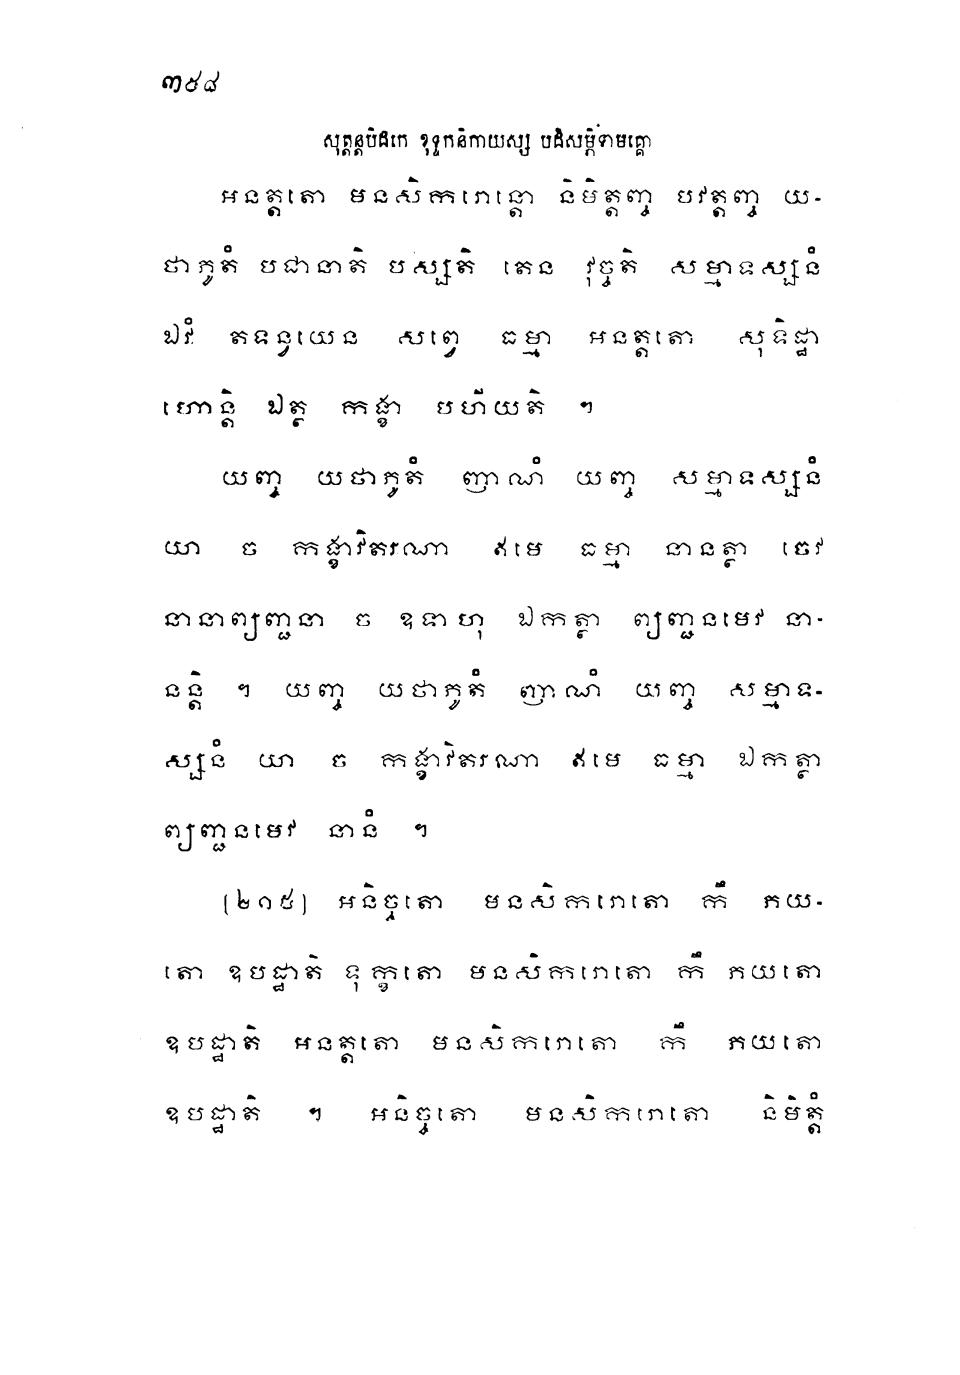 ៣៩៨
សុត្តន្តបិដកេ ខុទ្ទកនិកាយស្ស បដិសម្ភិទាមគ្គោ
អនត្តតោ មនសិករោន្តោ និមិត្តញ្ច បវត្តញ្ច យ-
ថាភូតំ បជានាតិ បស្សតិ តេន វុច្ចតិ សម្មាទស្សនំ
ឯវំ តទន្វយេន សព្វេ ធម្មា អនត្តតោ សុទិដ្ឋា
ហោន្តិ ឯត្ថ កង្ខា បហីយតិ ។
យញ្ច យថាភូតំ ញាណំ យញ្ច សម្មាទស្សនំ
យា ច កង្ខាវិតរណា ឥមេ ធម្មា នានត្ថា ចេវ
នានាព្យញ្ជនា ច ឧទាហុ ឯកត្ថា ព្យញ្ជនមេវ នា-
នន្តិ ។ យញ្ច យថាភូតំ ញាណំ យញ្ច សម្មាទ-
ស្សនំ យា ច កង្ខាវិតរណា ឥមេ ធម្មា ឯកត្ថា
ព្យញ្ជនមេវ នានំ ។
(២១៥) អនិច្ចតោ មនសិករោតោ កឹ ភយ-
តោ ឧបដ្ឋាតិ ទុក្ខតោ មនសិករោតោ កឹ ភយតោ
ឧបដ្ឋាតិ អនត្តតោ មនសិករោតោ កឹ ភយតោ
ឧបដ្ឋាតិ ។ អនិច្ចតោ មនសិករោតោ និមិត្តំ